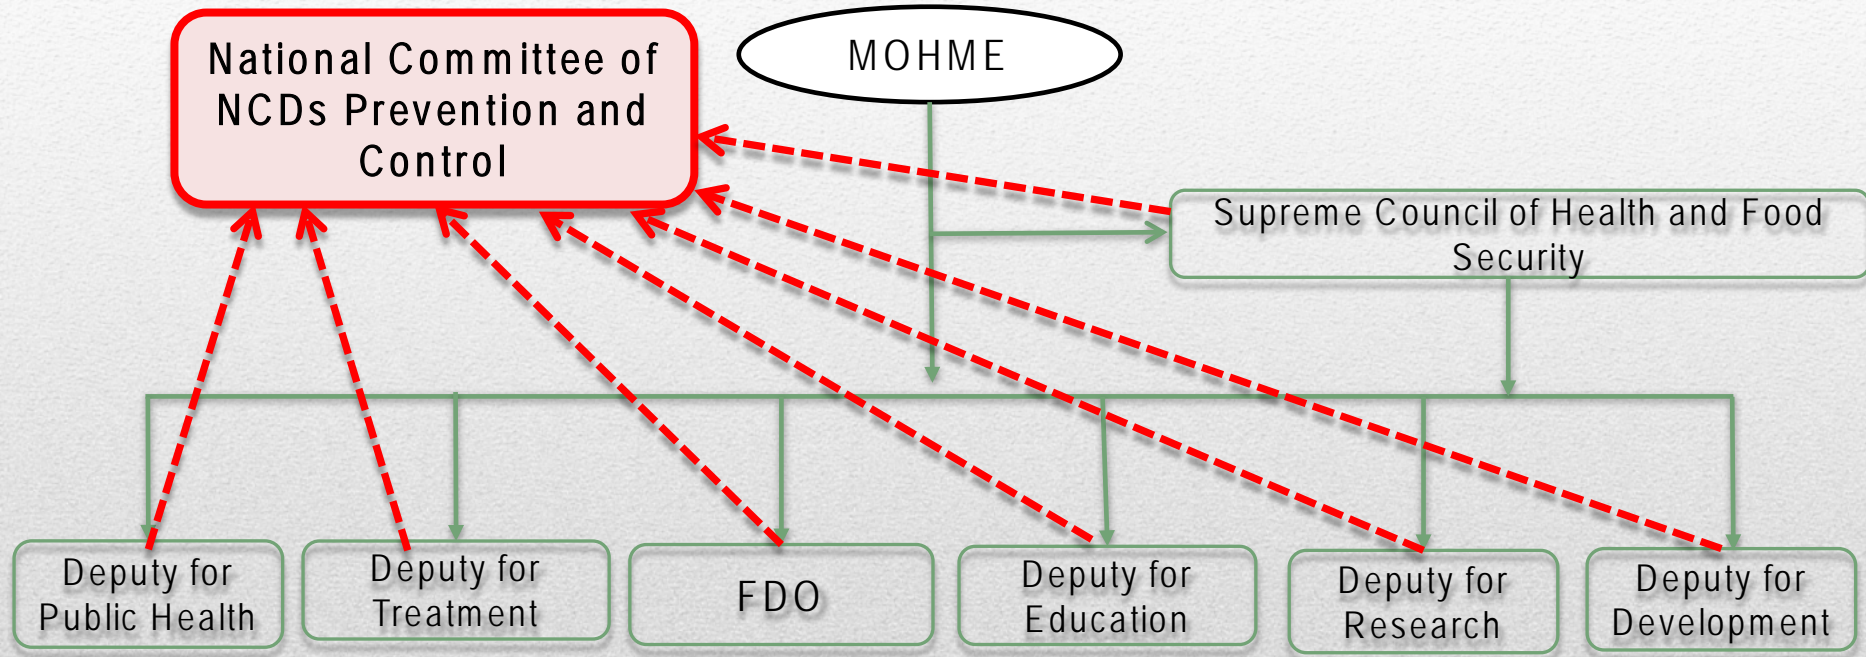 National Committee of
NCDs Prevention and
Control
MOHME
Supreme Council of Health and Food
Security
Deputy for
Public Health
Deputy for
Treatment
FDO
Deputy for
Education
Deputy for
Research
Deputy for
Development